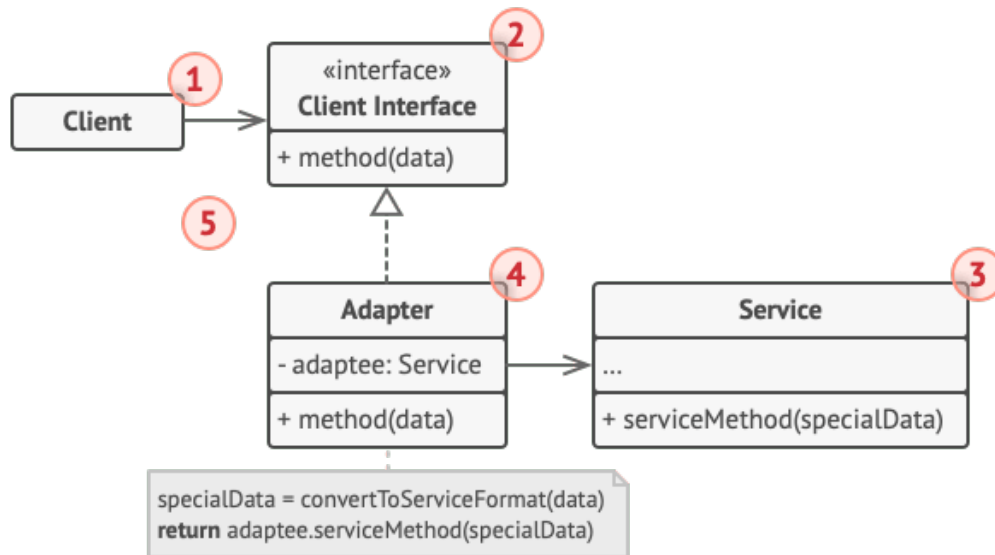 1
2
«interface»
Client
Client Interface
+ method(data)
5
4
3
Adapter
- adaptee: Service
+ method(data)
Service
...
+ serviceMethod(specialData)
specialData = convertToServiceFormat(data)
return adaptee.serviceMethod(specialData)